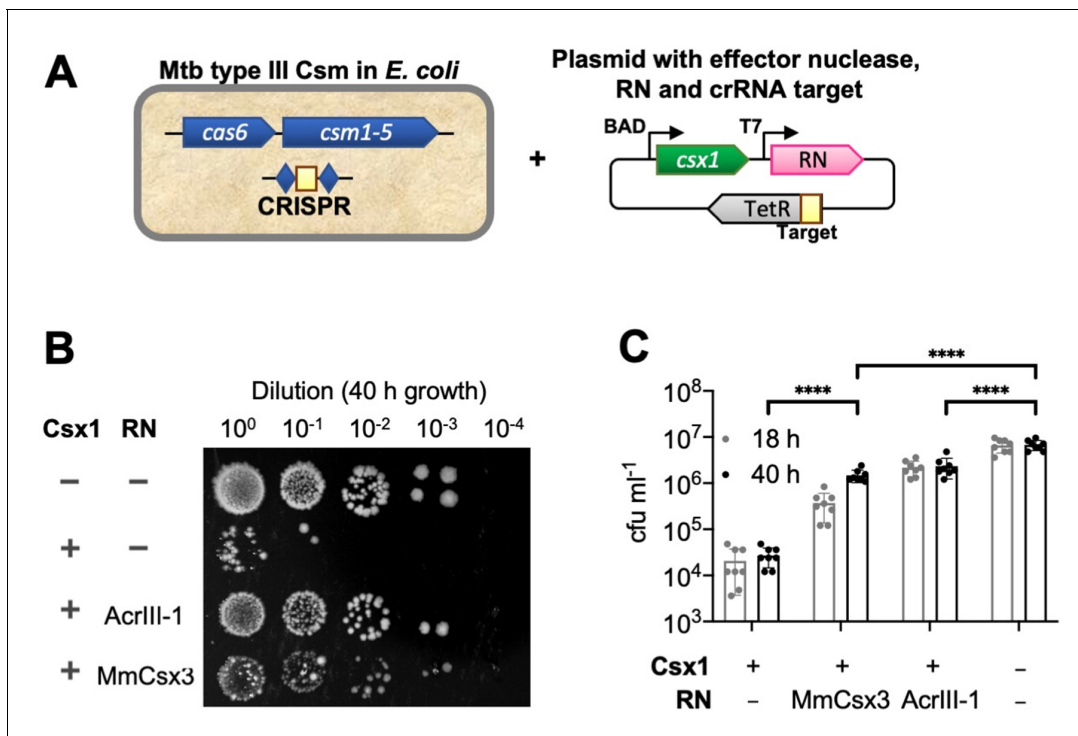 A
Mtb type III Csm in E. coli
cas6
csm1-5
CRISPR
+
Plasmid with effector nuclease,
RN and crRNA target
BAD
T7
csx1
RN
TetR
Target
B
Dilution (40 h growth)
Csx1 RN 10⁰ 10⁻¹ 10⁻² 10⁻³ 10⁻⁴
− −
+ −
+ AcrIII-1
+ MmCsx3
C
****
**** ****
10⁸
10⁷
10⁶
10⁵
10⁴
10³
cfu ml⁻¹
18 h
40 h
Csx1 + + + −
RN − MmCsx3 AcrIII-1 −